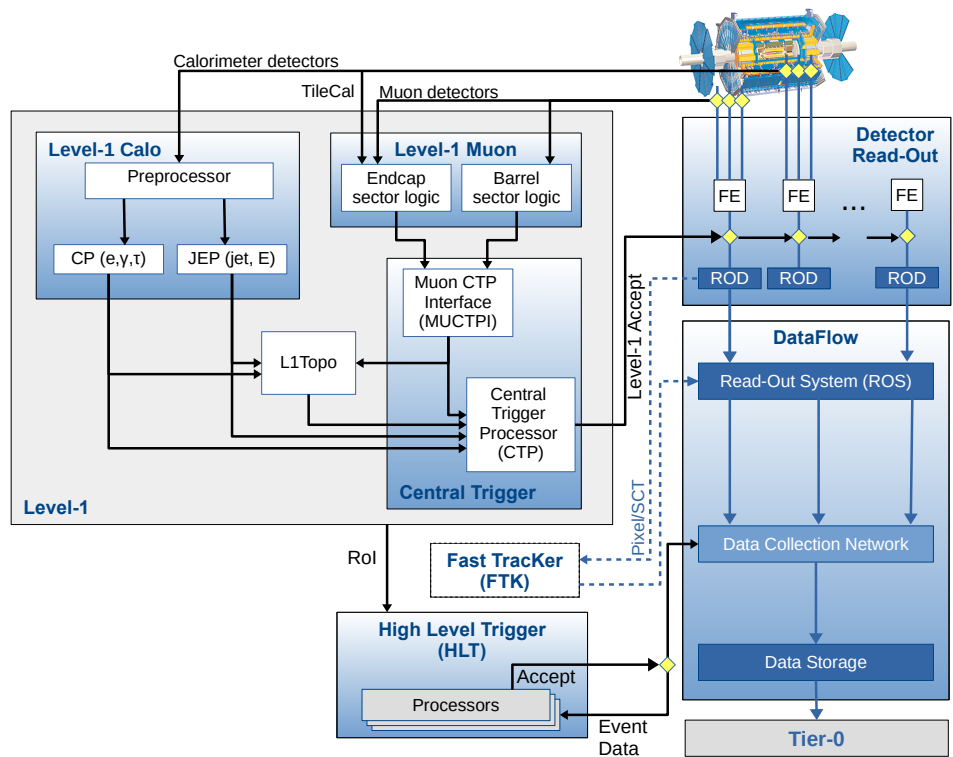 Calorimeter detectors
TileCal
Muon detectors
Detector
Read-Out
Level-1 Calo
Preprocessor
CP (e,γ,τ)
JEP (jet, E)
Level-1 Muon
Endcap
sector logic
Barrel
sector logic
FE
FE
...
FE
ROD
ROD
ROD
Muon CTP
Interface
(MUCTPI)
L1Topo
Central
Trigger
Processor
(CTP)
Central Trigger
Level-1
Level-1 Accept
Pixel/SCT
DataFlow
Read-Out System (ROS)
Data Collection Network
Data Storage
Tier-0
RoI
Fast TracKer
(FTK)
High Level Trigger
(HLT)
Accept
Processors
Event
Data